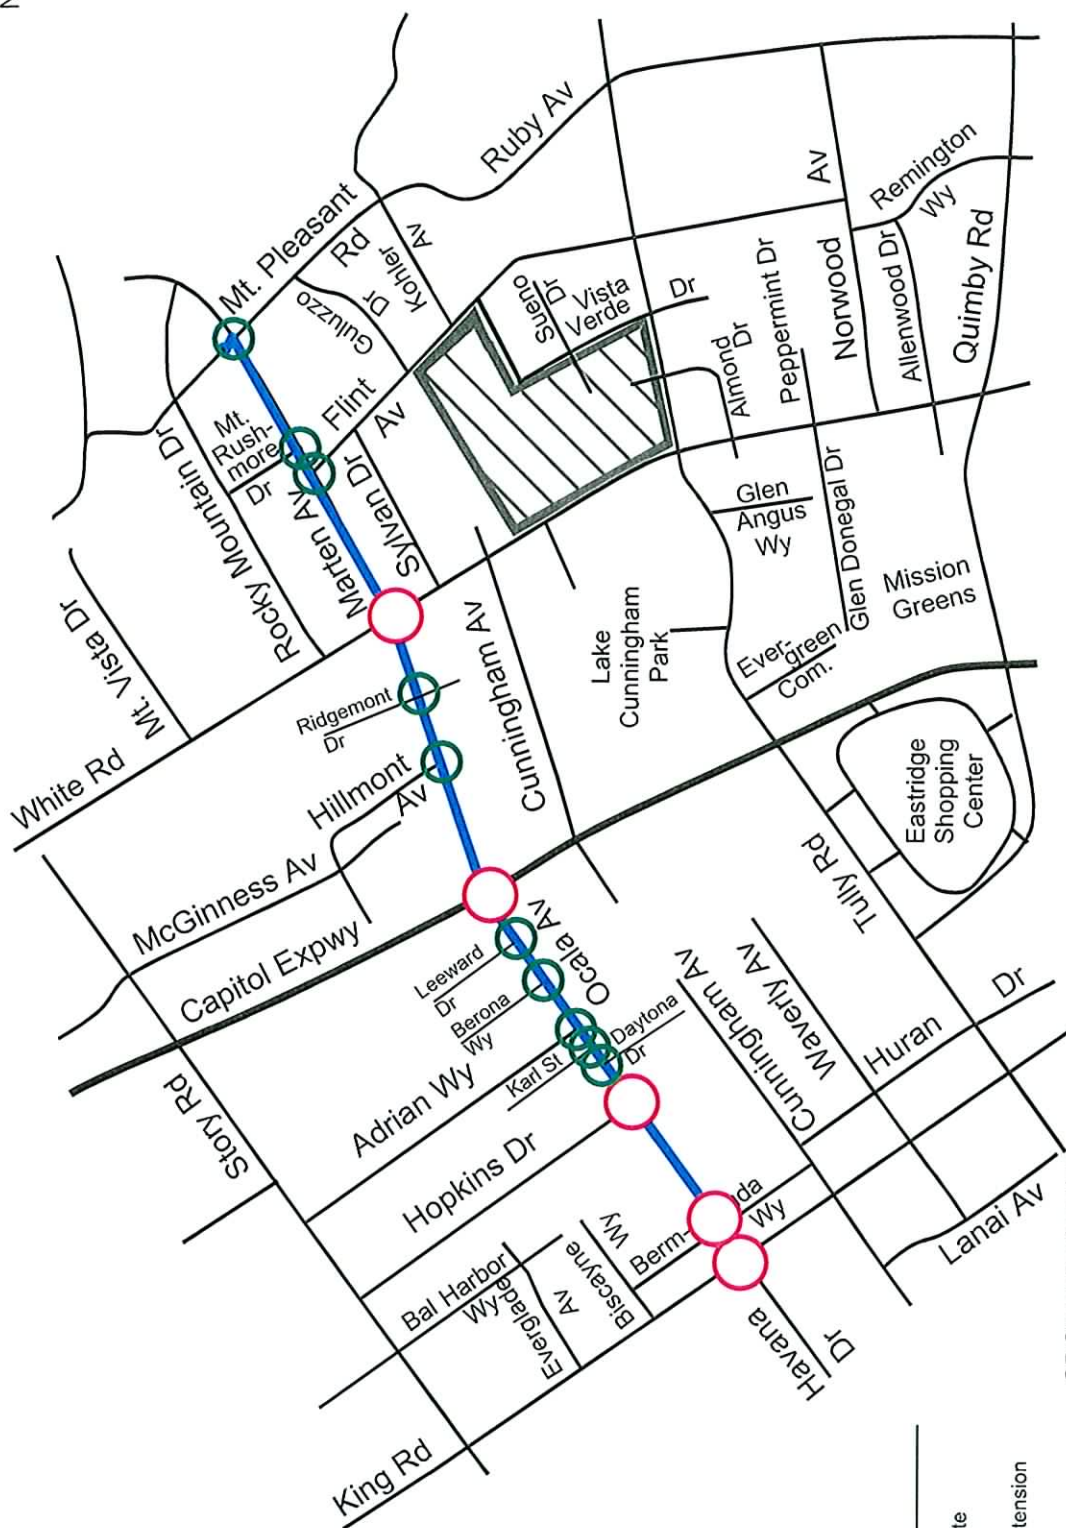 N
Ruby Av
Mt. Pleasant
Rd
Kohler
Av
Guluzzo
Dr
Flint
Av
Mt.
Rush-
more
Dr
Rocky Mountain Dr
Marten Av
Sylvan Dr
Mt. Vista Dr
White Rd
Sueno
Dr
Vista
Verde
Dr
Av
Remington
Wy
Norwood
Allenwood Dr
Quimby Rd
Peppermint Dr
Almond
Dr
Glen
Angus
Wy
Glen Donegal Dr
Mission
Greens
Ever-
green
Com.
Lake
Cunningham
Park
Cunningham Av
Ridgemont
Dr
Hillmont
Av
McGinness Av
Capitol Expwy
Story Rd
Eastridge
Shopping
Center
Tully Rd
Leeward
Dr
Berona
Wy
Ocala Av
Adrian Wy
Karl St
Daytona
Dr
Cunningham Av
Waverly Av
Huran
Dr
Hopkins Dr
Berm-
da
Wy
Biscayne
Wy
Bal Harbor
Wy
Everglade
Av
Havana
Dr
Lanai Av
King Rd
te
tension